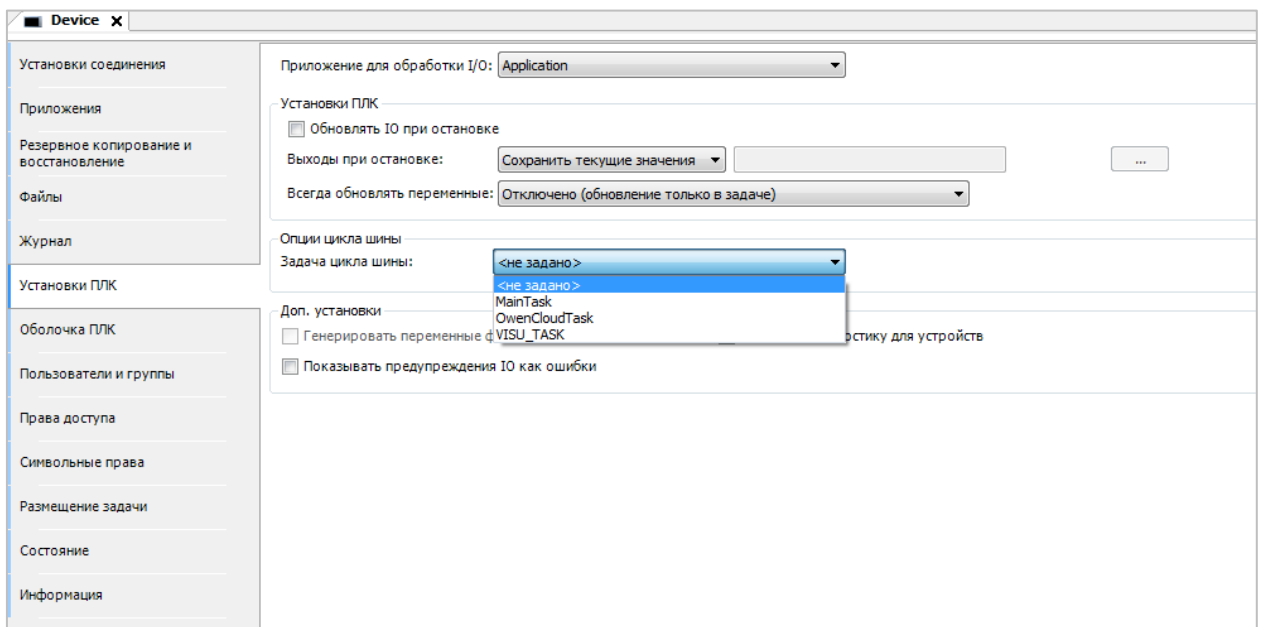 Device X
Установки соединения
Приложения
Резервное копирование и
восстановление
Файлы
Журнал
Установки ПЛК
Оболочка ПЛК
Пользователи и группы
Права доступа
Символьные права
Размещение задачи
Состояние
Информация
Приложение для обработки I/O: Application
Установки ПЛК
Обновлять IO при остановке
Выходы при остановке: Сохранить текущие значения ...
Всегда обновлять переменные: Отключено (обновление только в задаче)
Опции цикла шины
Задача цикла шины: <не задано>
<не задано>
MainTask
OwenCloudTask
VISU_TASK
Доп. установки
Генерировать переменные для устройств
Показывать предупреждения IO как ошибки